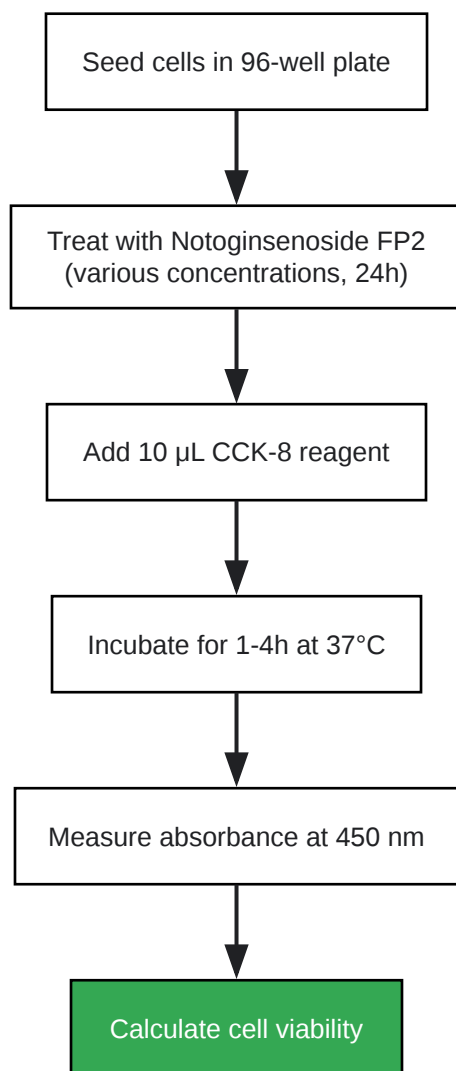 Seed cells in 96-well plate
Treat with Notoginsenoside FP2
(various concentrations, 24h)
Add 10 μL CCK-8 reagent
Incubate for 1-4h at 37°C
Measure absorbance at 450 nm
Calculate cell viability